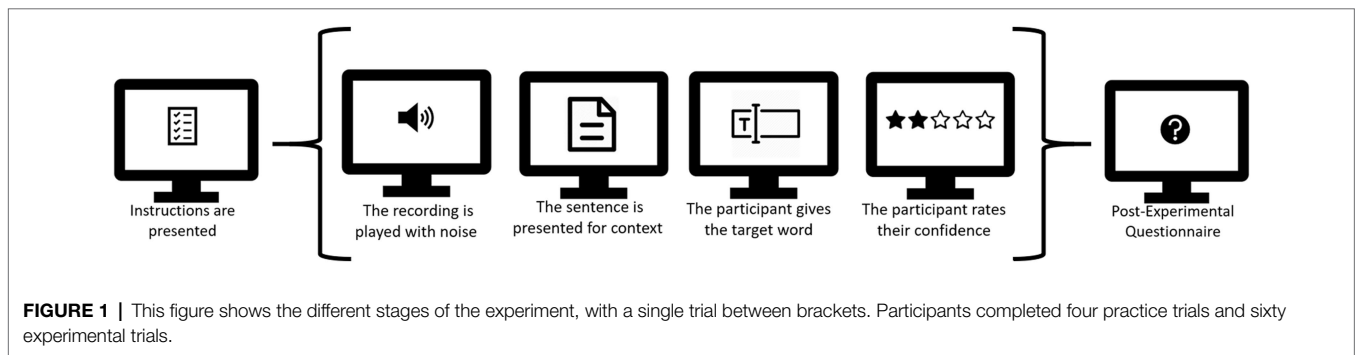 T
Instructions are
presented
The recording is
played with noise
The sentence is
presented for context
The participant gives
the target word
The participant rates
their confidence
?
Post-Experimental
Questionnaire
FIGURE 1 | This figure shows the different stages of the experiment, with a single trial between brackets. Participants completed four practice trials and sixty
experimental trials.